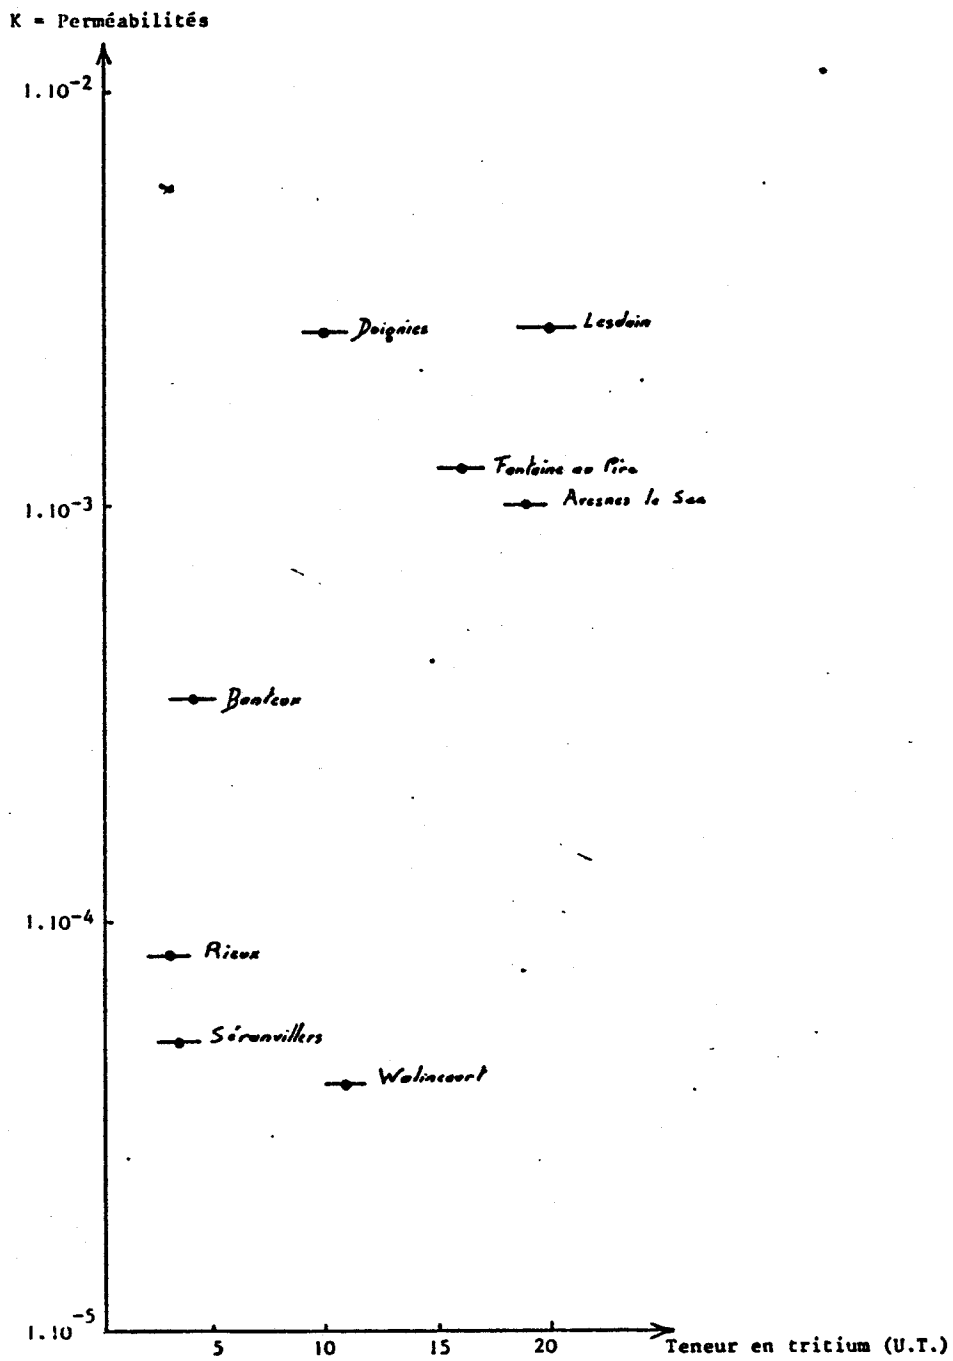 K = Perméabilités
1.10-2
Doignies
Lesdain
Fontaine au Pire
1.10-3
Avesnes le Sec
Banteux
1.10-4
Rieux
Séranvillers
Walincourt
1.10-5
5 10 15 20
Teneur en tritium (U.T.)